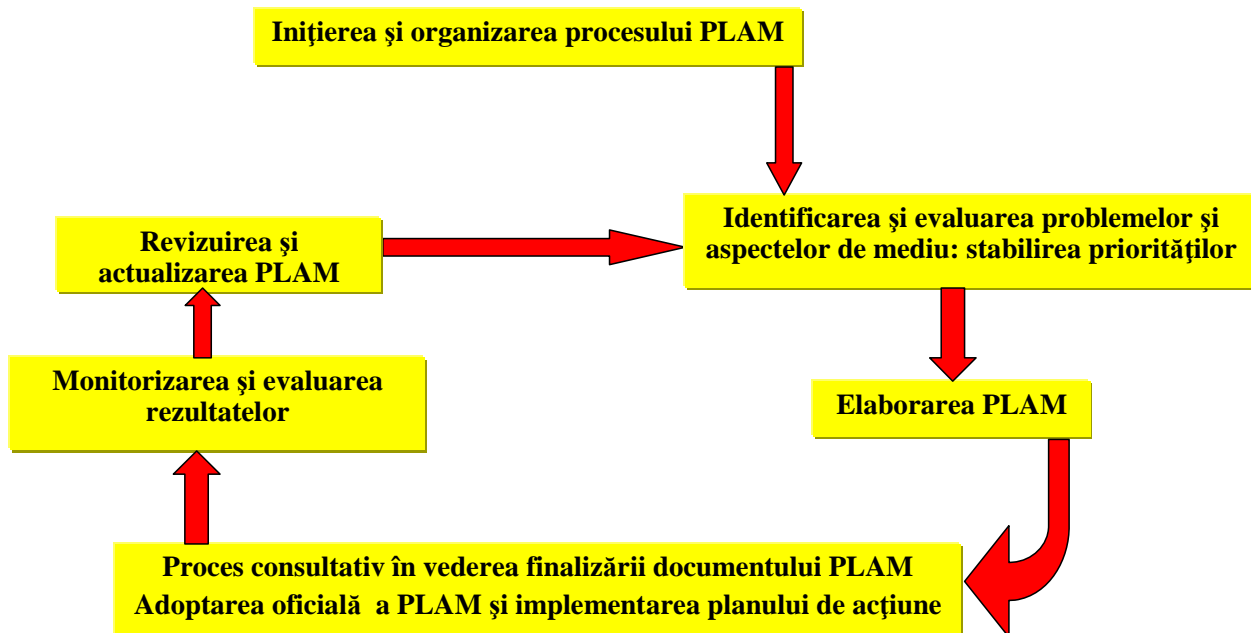 Iniţierea şi organizarea procesului PLAM
Identificarea şi evaluarea problemelor şi
aspectelor de mediu: stabilirea priorităţilor
Revizuirea şi
actualizarea PLAM
Monitorizarea şi evaluarea
rezultatelor
Elaborarea PLAM
Proces consultativ în vederea finalizării documentului PLAM
Adoptarea oficială a PLAM şi implementarea planului de acţiune